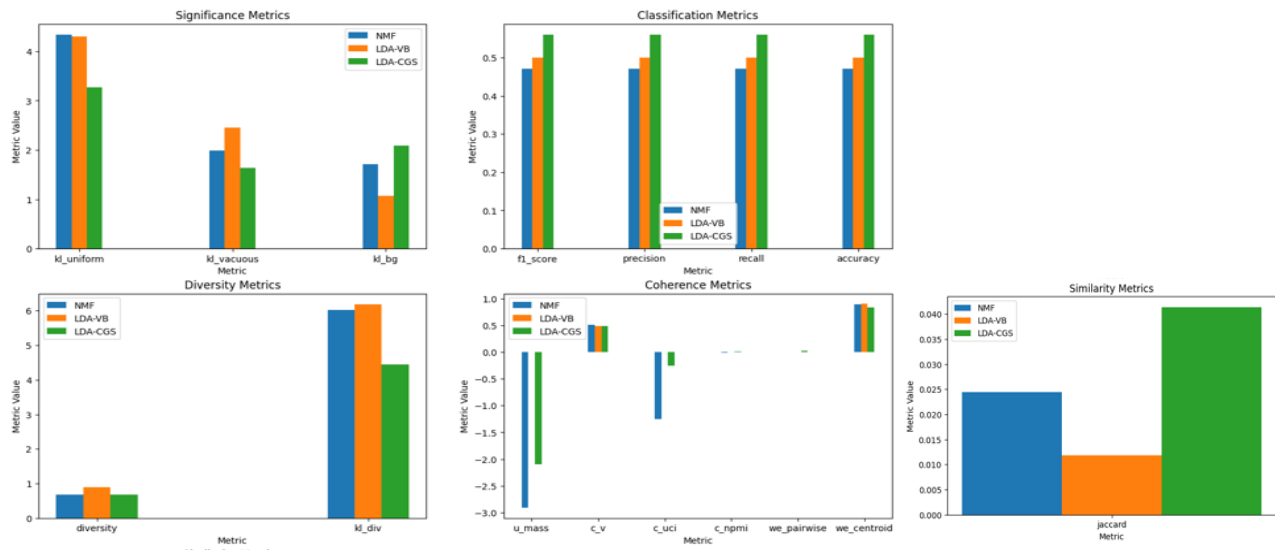 Significance Metrics
4
3
2
1
0
Metric Value
NMF
LDA-VB
LDA-CGS
kl_uniform
kl_vacuous
kl_bg
Metric
Classification Metrics
0.5
0.4
0.3
0.2
0.1
0.0
Metric Value
NMF
LDA-VB
LDA-CGS
f1_score
precision
recall
accuracy
Metric
Diversity Metrics
6
5
4
3
2
1
0
Metric Value
NMF
LDA-VB
LDA-CGS
diversity
kl_div
Metric
Coherence Metrics
1.0
0.5
0.0
-0.5
-1.0
-1.5
-2.0
-2.5
-3.0
Metric Value
NMF
LDA-VB
LDA-CGS
u_mass
c_v
c_uci
c_npmi
we_pairwise
we_centroid
Metric
Similarity Metrics
0.040
0.035
0.030
0.025
0.020
0.015
0.010
0.005
0.000
Metric Value
NMF
LDA-VB
LDA-CGS
jaccard
Metric